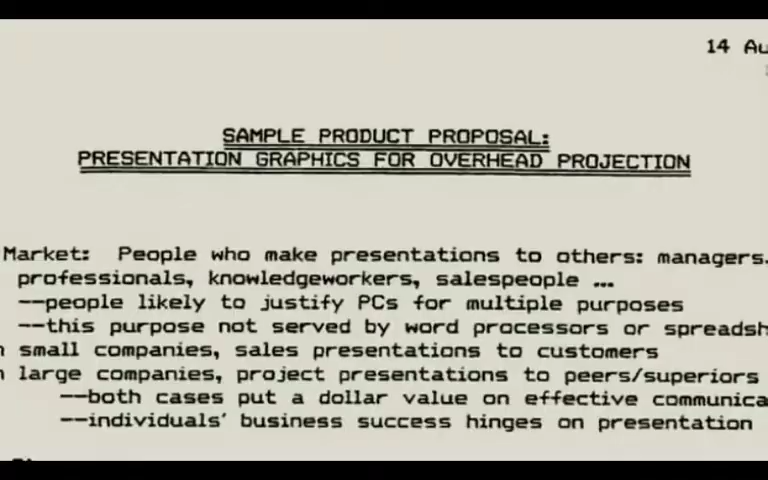 14 Au
SAMPLE PRODUCT PROPOSAL:
PRESENTATION GRAPHICS FOR OVERHEAD PROJECTION
Market: People who make presentations to others: managers,
professionals, knowledgeworkers, salespeople ...
--people likely to justify PCs for multiple purposes
--this purpose not served by word processors or spreadsh
n small companies, sales presentations to customers
n large companies, project presentations to peers/superiors
--both cases put a dollar value on effective communica
--individuals' business success hinges on presentation